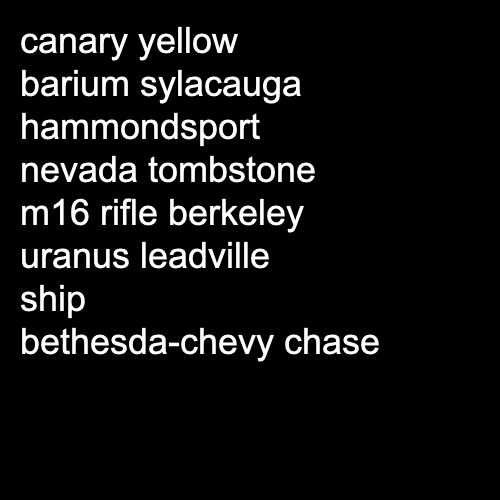 canary yellow
barium sylacauga
hammondsport
nevada tombstone
m16 rifle berkeley
uranus leadville
ship
bethesda-chevy chase